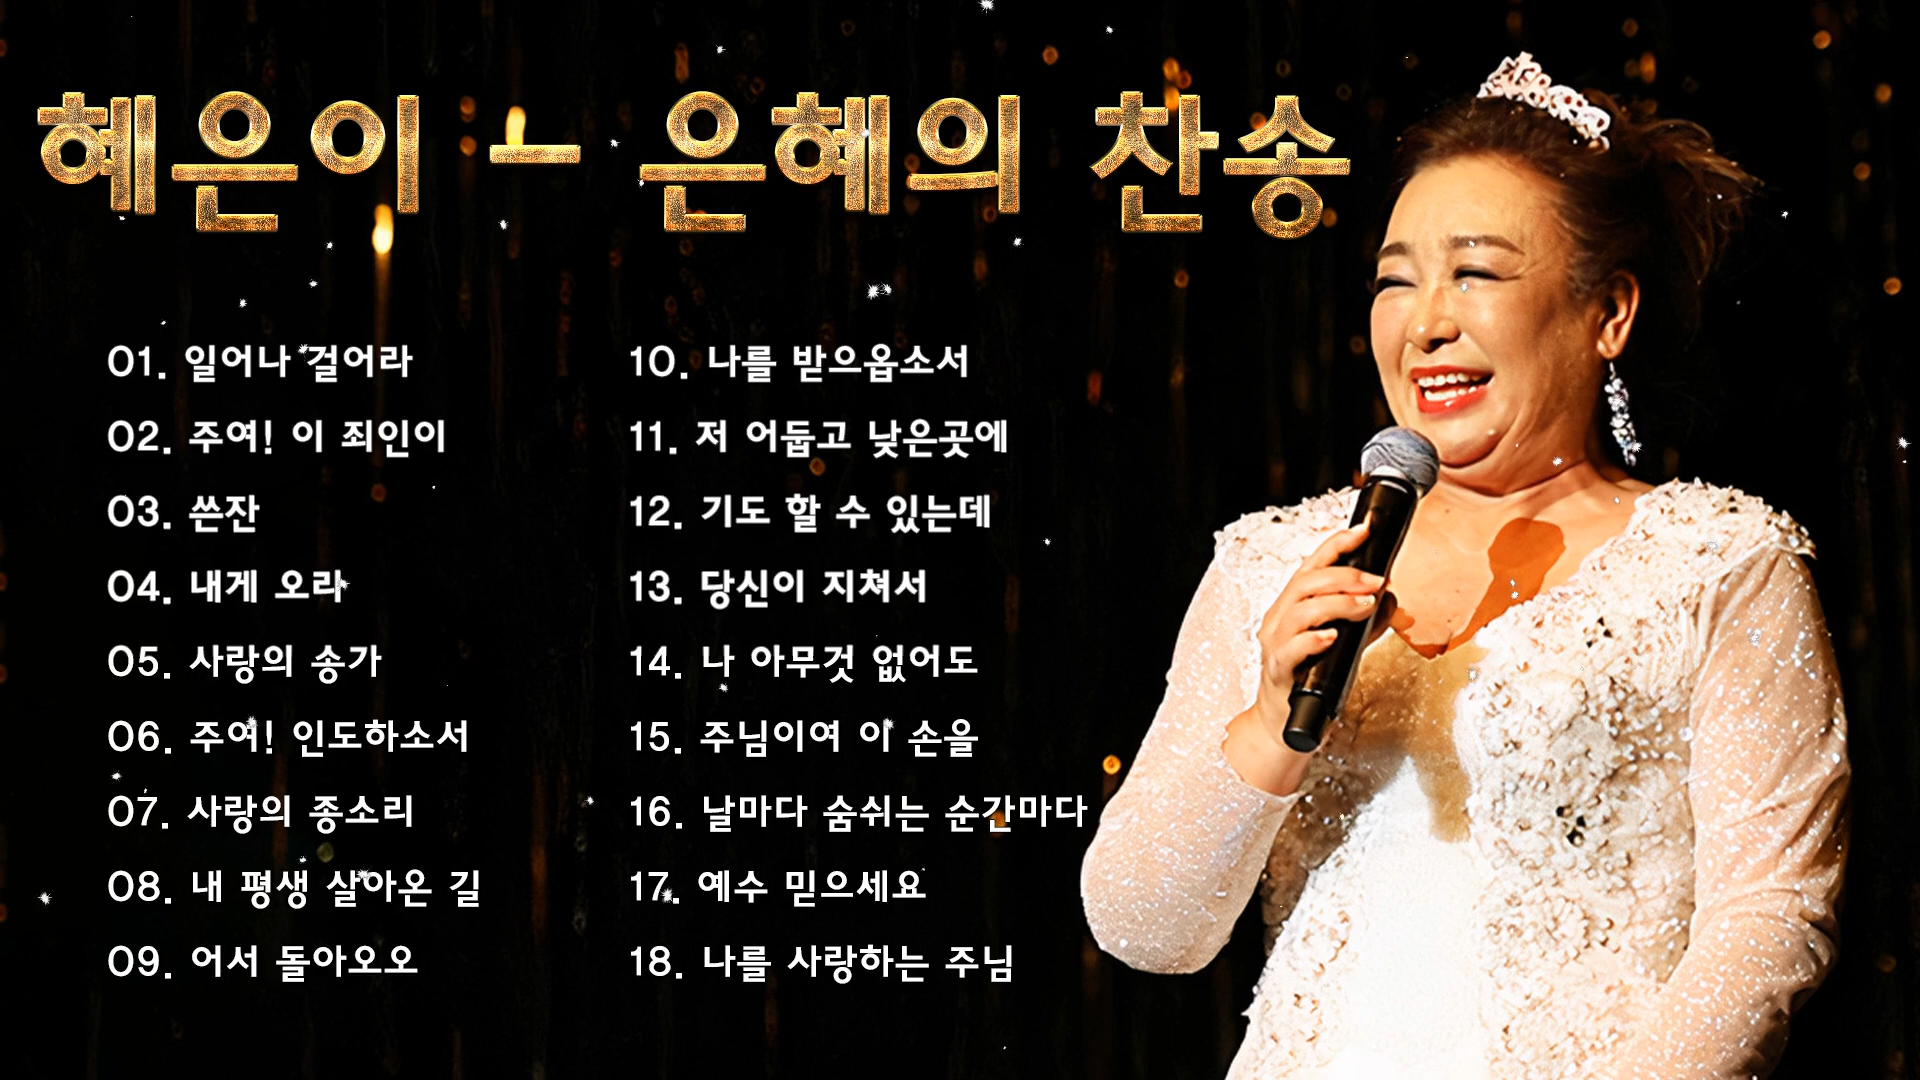 혜은이 - 은혜의 찬송
01. 일어나 걸어라
02. 주여! 이 죄인이
03. 쓴잔
04. 내게 오라
05. 사랑의 송가
06. 주여! 인도하소서
07. 사랑의 종소리
08. 내 평생 살아온 길
09. 어서 돌아오오
10. 나를 받으옵소서
11. 저 어둡고 낮은곳에
12. 기도 할 수 있는데
13. 당신이 지쳐서
14. 나 아무것 없어도
15. 주님이여 이 손을
16. 날마다 숨쉬는 순간마다
17. 예수 믿으세요
18. 나를 사랑하는 주님